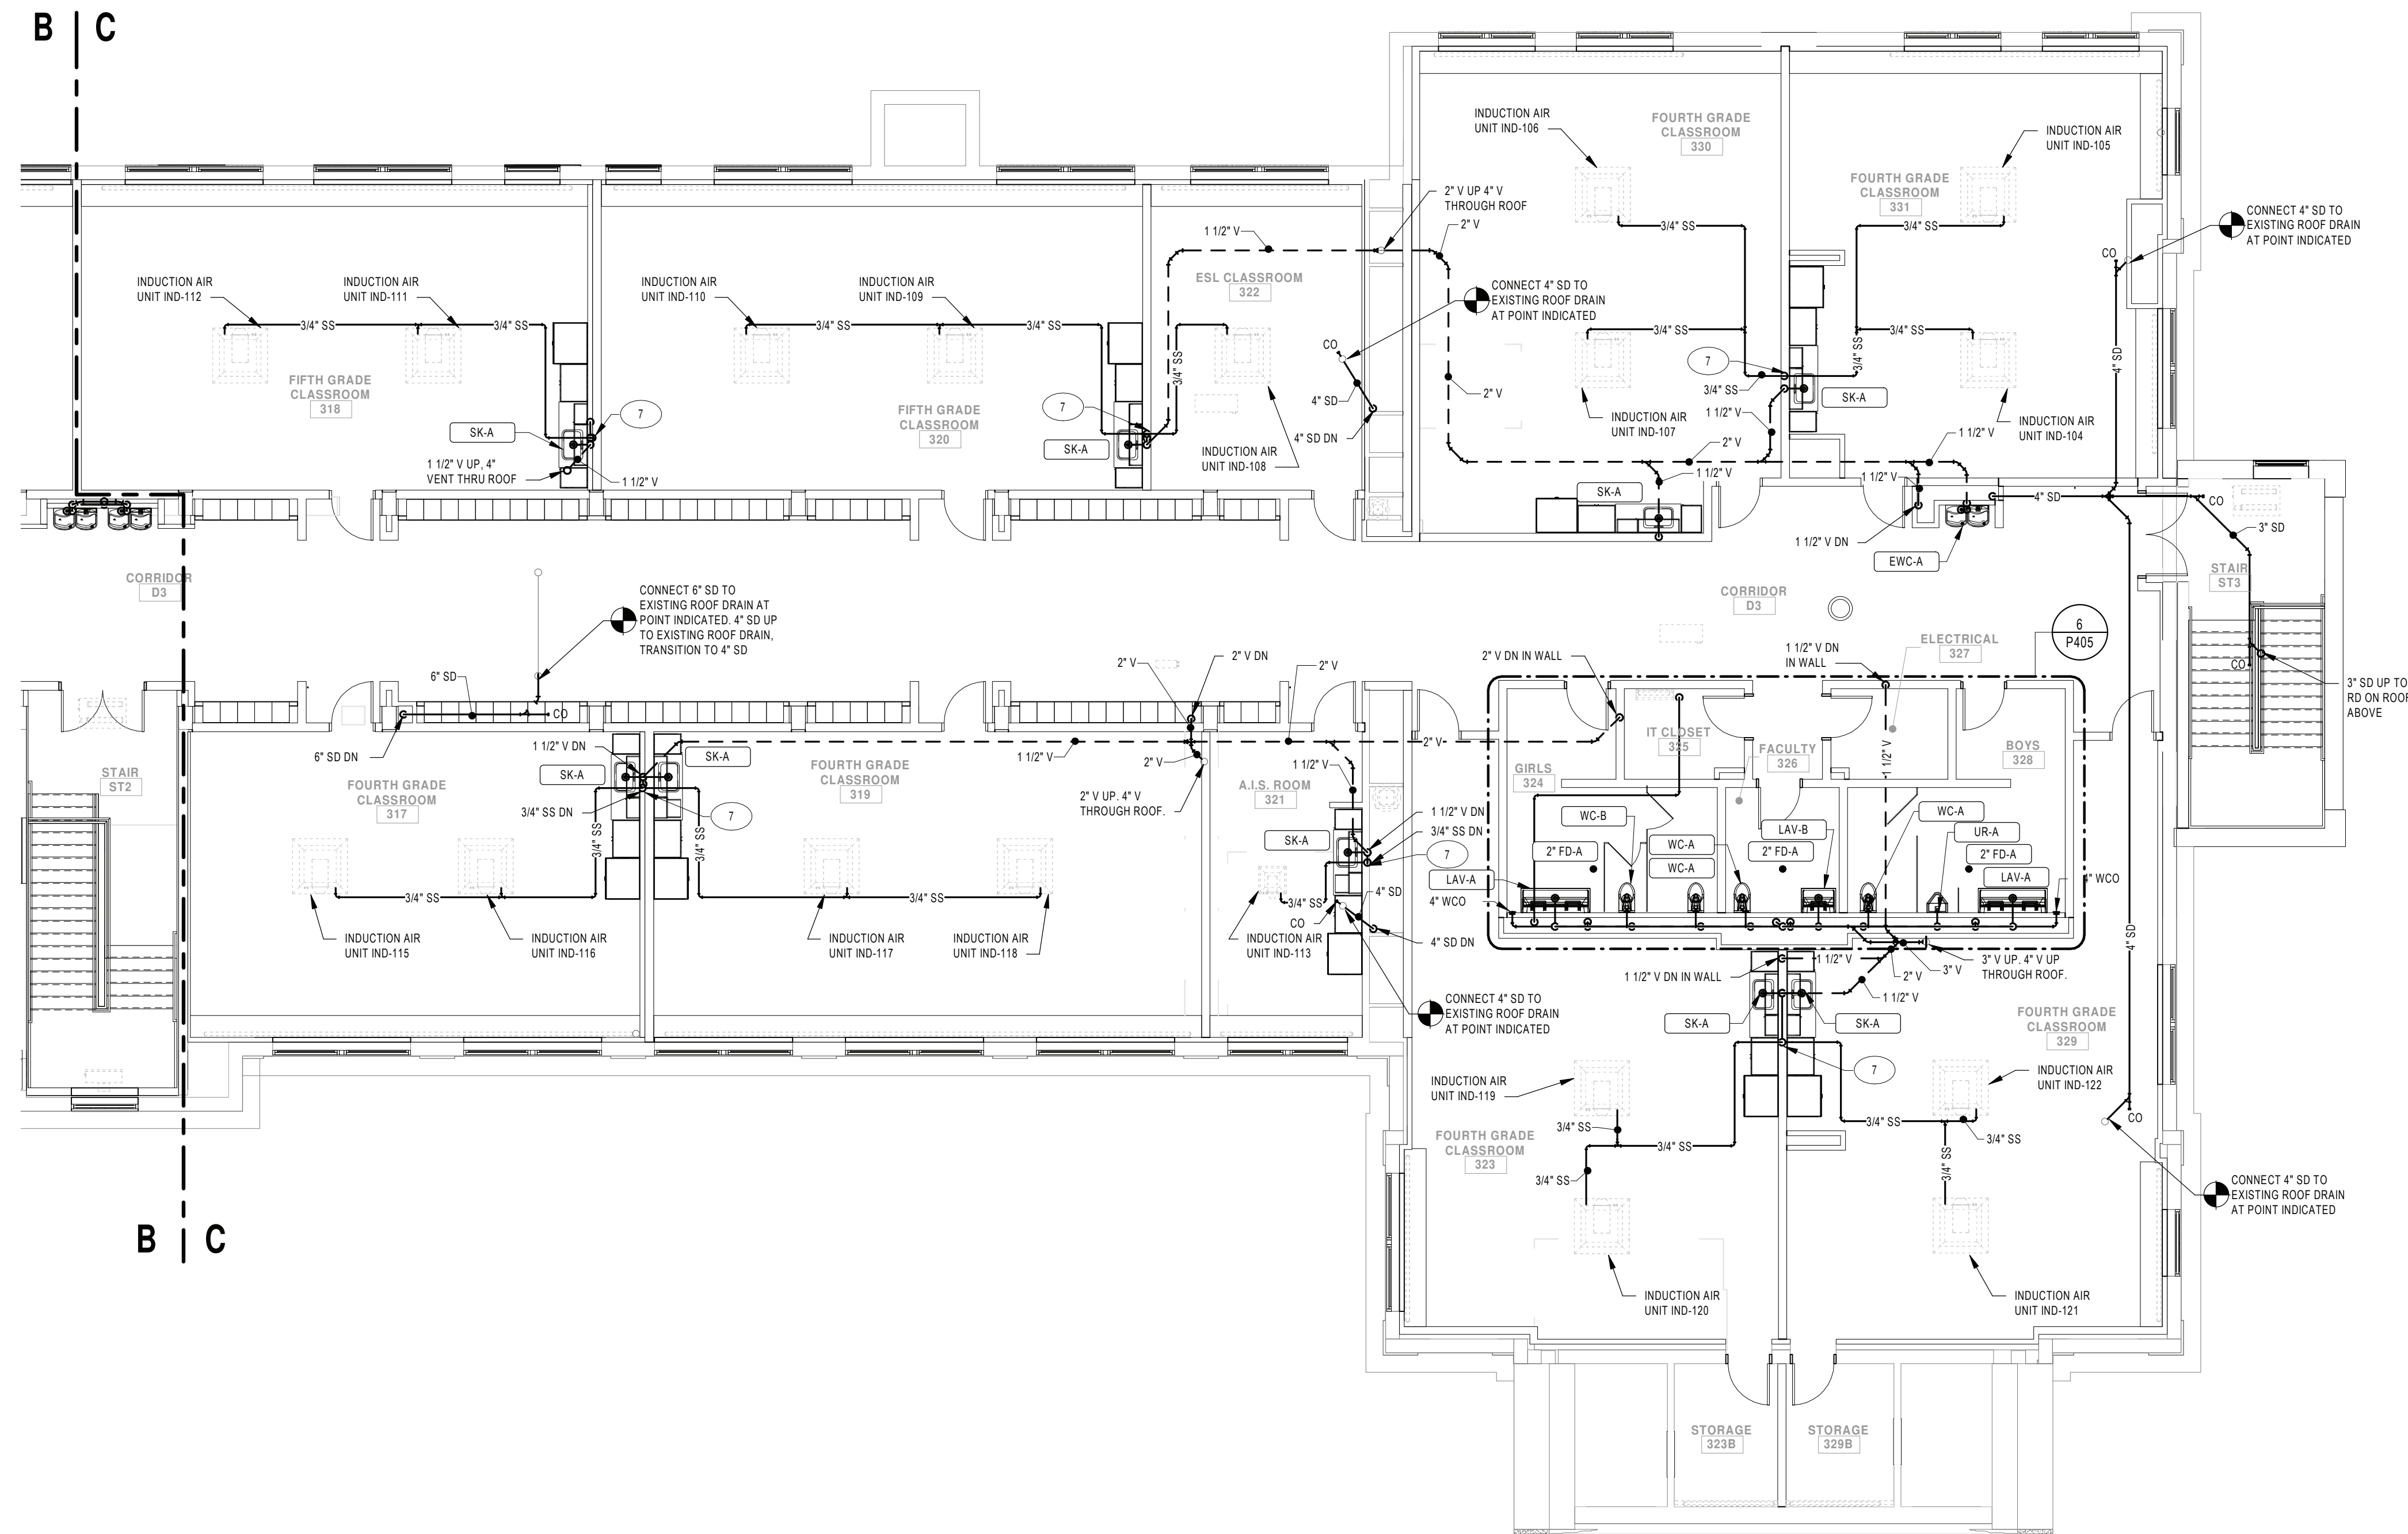 B
C
INDUCTION AIR
UNIT IND-106
FOURTH GRADE
CLASSROOM
330
INDUCTION AIR
UNIT IND-105
FOURTH GRADE
CLASSROOM
331
2" V UP 4" V
THROUGH ROOF
2" V
1 1/2" V
3/4" SS
3/4" SS
CONNECT 4" SD TO
EXISTING ROOF DRAIN
AT POINT INDICATED
CO
INDUCTION AIR
UNIT IND-112
INDUCTION AIR
UNIT IND-111
INDUCTION AIR
UNIT IND-110
INDUCTION AIR
UNIT IND-109
ESL CLASSROOM
322
CONNECT 4" SD TO
EXISTING ROOF DRAIN
AT POINT INDICATED
3/4" SS
3/4" SS
3/4" SS
3/4" SS
3/4" SS
3/4" SS
3/4" SS
3/4" SS
4" SD
CO
7
3/4" SS
FIFTH GRADE
CLASSROOM
318
FIFTH GRADE
CLASSROOM
320
4" SD
2" V
3/4" SS
SK-A
7
7
1 1/2" V
INDUCTION AIR
UNIT IND-107
INDUCTION AIR
UNIT IND-104
SK-A
SK-A
4" SD DN
INDUCTION AIR
UNIT IND-108
2" V
1 1/2" V
1 1/2" V UP, 4"
VENT THRU ROOF
1 1/2" V
1 1/2" V
1 1/2" V
SK-A
4" SD
CO
3" SD
1 1/2" V DN
EWC-A
CORRIDOR
D3
CONNECT 6" SD TO
EXISTING ROOF DRAIN AT
POINT INDICATED. 4" SD UP
TO EXISTING ROOF DRAIN,
TRANSITION TO 4" SD
CORRIDOR
D3
STAIR
ST3
6
P405
ELECTRICAL
327
2" V
2" V DN
2" V
2" V DN IN WALL
1 1/2" V DN
IN WALL
CO
3" SD UP TO
RD ON ROOF
ABOVE
6" SD
CO
6" SD DN
1 1/2" V DN
SK-A
SK-A
1 1/2" V
2" V
2" V
1 1/2" V
IT CLOSET
325
FACULTY
326
BOYS
328
GIRLS
324
1 1/2" V
STAIR
ST2
FOURTH GRADE
CLASSROOM
317
FOURTH GRADE
CLASSROOM
319
A.I.S. ROOM
321
2" V UP. 4" V
THROUGH ROOF.
3/4" SS DN
7
3/4" SS
3/4" SS
SK-A
1 1/2" V DN
3/4" SS DN
7
WC-B
WC-A
WC-A
LAV-B
WC-A
UR-A
2" FD-A
2" FD-A
2" FD-A
LAV-A
LAV-A
4" WCO
4" WCO
3/4" SS
3/4" SS
3/4" SS
4" SD
CO
4" SD DN
INDUCTION AIR
UNIT IND-115
INDUCTION AIR
UNIT IND-116
INDUCTION AIR
UNIT IND-117
INDUCTION AIR
UNIT IND-118
INDUCTION AIR
UNIT IND-113
4" SD
1 1/2" V DN IN WALL
1 1/2" V
2" V
3" V
3" V UP. 4" V UP
THROUGH ROOF.
1 1/2" V
CONNECT 4" SD TO
EXISTING ROOF DRAIN
AT POINT INDICATED
SK-A
SK-A
FOURTH GRADE
CLASSROOM
329
7
INDUCTION AIR
UNIT IND-119
INDUCTION AIR
UNIT IND-122
CO
FOURTH GRADE
CLASSROOM
323
3/4" SS
3/4" SS
3/4" SS
3/4" SS
3/4" SS
3/4" SS
CONNECT 4" SD TO
EXISTING ROOF DRAIN
AT POINT INDICATED
B
C
INDUCTION AIR
UNIT IND-120
INDUCTION AIR
UNIT IND-121
STORAGE
323B
STORAGE
329B